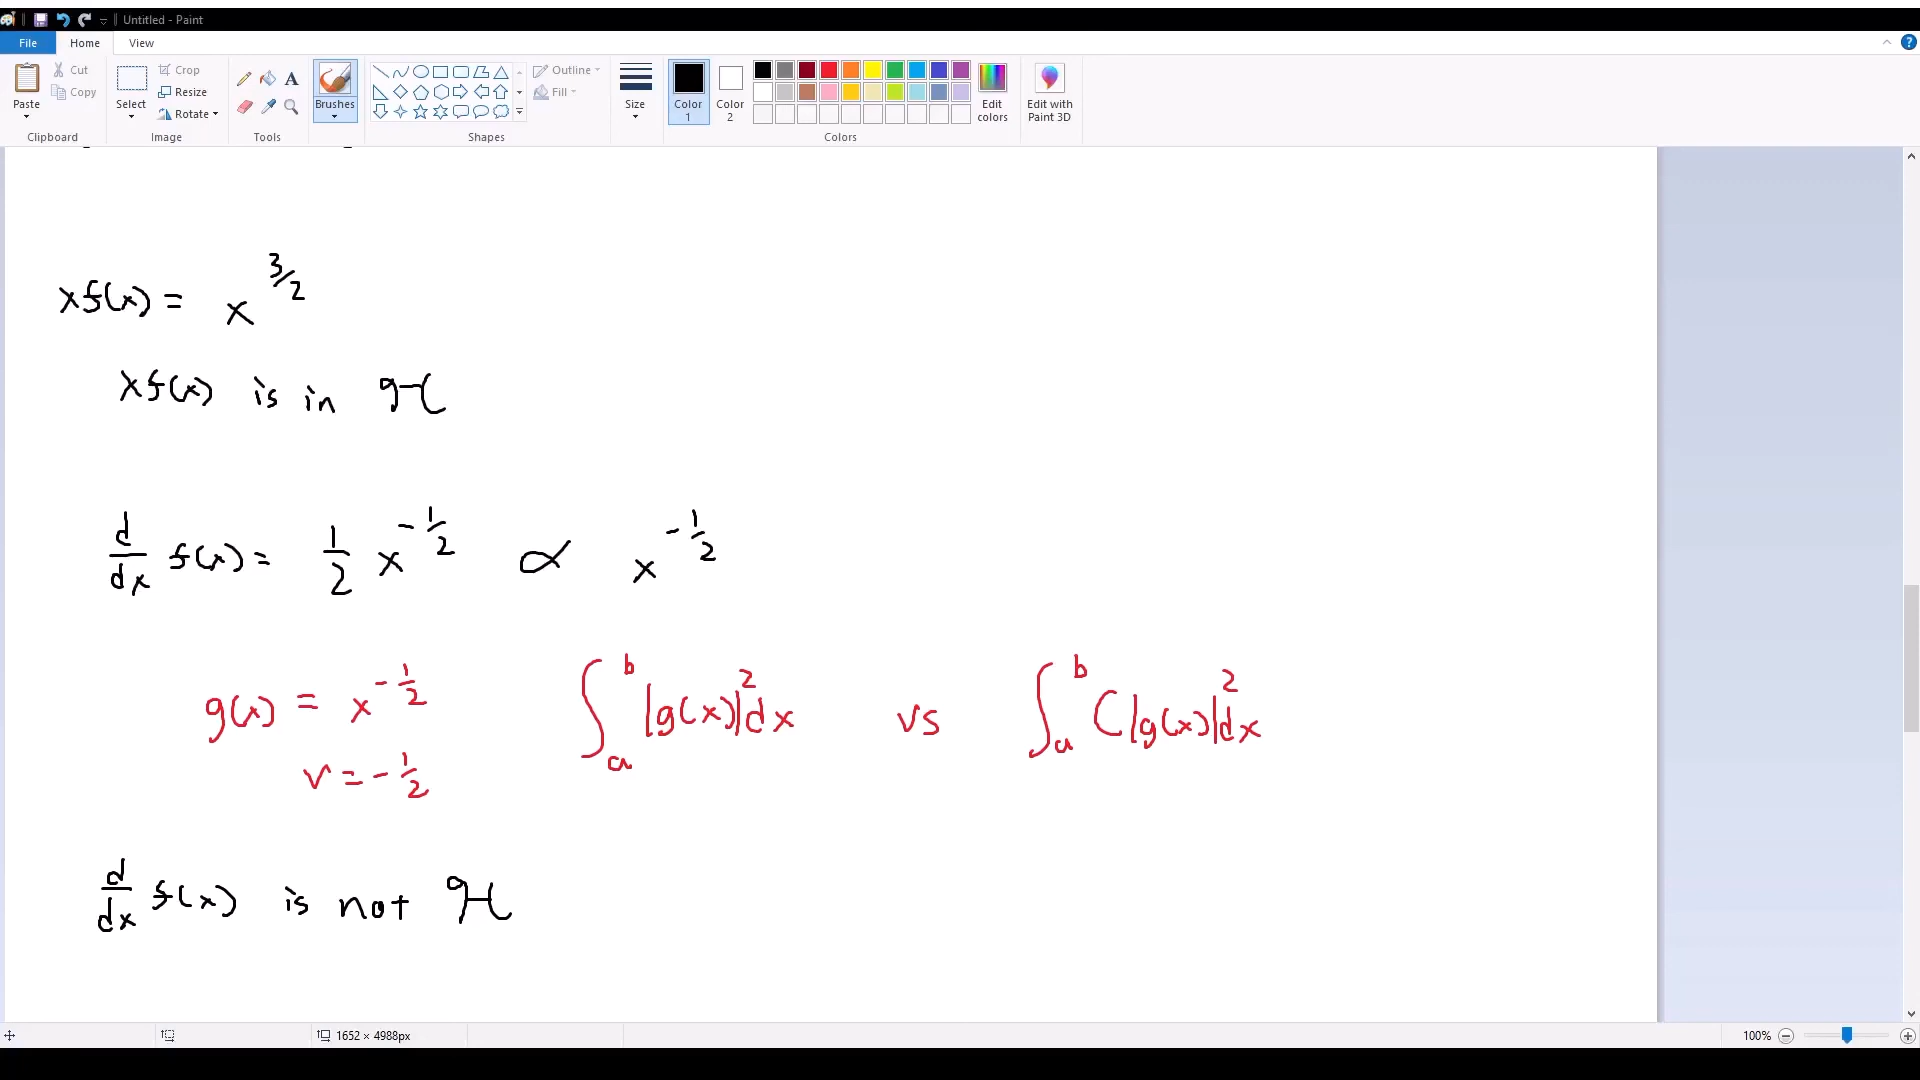 Untitled - Paint
File Home View
Paste Cut Copy Clipboard
Select Crop Resize Rotate Image
Tools
Brushes
Shapes
Outline Fill
Size
Color 1 Color 2
Edit colors
Colors
Edit with Paint 3D
xf(x) = x^{3/2}
xf(x) is in ℋ
d/dx f(x) = 1/2 x^{-1/2} ∝ x^{-1/2}
g(x) = x^{-1/2} ∫_a^b |g(x)|^2 dx vs ∫_a^b C|g(x)|^2 dx
v = -1/2
d/dx f(x) is not ℋ
1652 × 4988px 100%